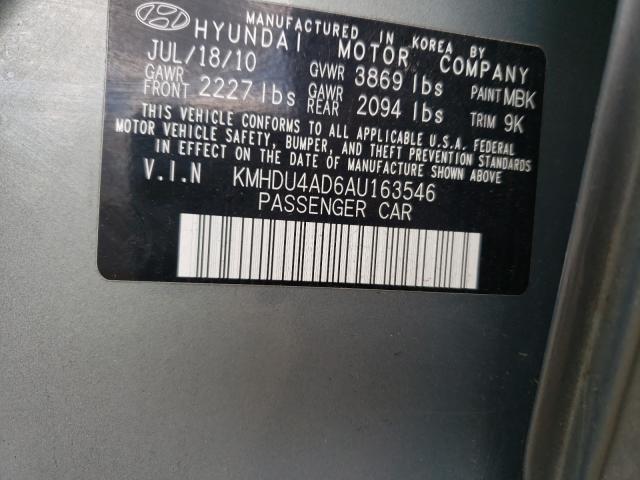 MANUFACTURED IN KOREA BY
HYUNDAI MOTOR COMPANY
JUL/18/10 GVWR 3869 lbs PAINT MBK
GAWR FRONT 2227 lbs GAWR REAR 2094 lbs TRIM 9K
THIS VEHICLE CONFORMS TO ALL APPLICABLE U.S.A. FEDERAL
MOTOR VEHICLE SAFETY, BUMPER, AND THEFT PREVENTION STANDARDS
IN EFFECT ON THE DATE OF MANUFACTURE SHOWN ABOVE.
V.I.N KMHDU4AD6AU163546
PASSENGER CAR